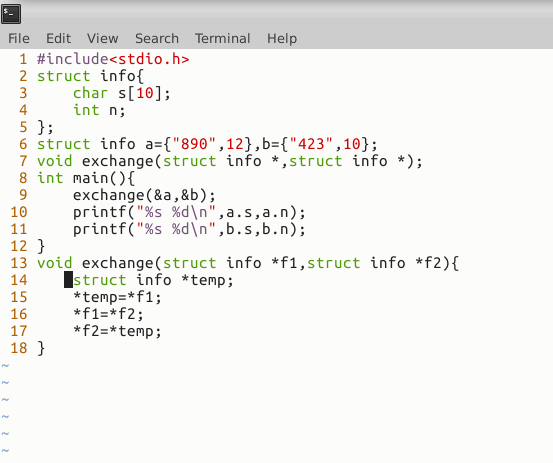 File Edit View Search Terminal Help
1 #include<stdio.h>
2 struct info{
3     char s[10];
4     int n;
5 };
6 struct info a={"890",12},b={"423",10};
7 void exchange(struct info *,struct info *);
8 int main(){
9     exchange(&a,&b);
10     printf("%s %d\n",a.s,a.n);
11     printf("%s %d\n",b.s,b.n);
12 }
13 void exchange(struct info *f1,struct info *f2){
14     struct info *temp;
15     *temp=*f1;
16     *f1=*f2;
17     *f2=*temp;
18 }
~
~
~
~
~
~